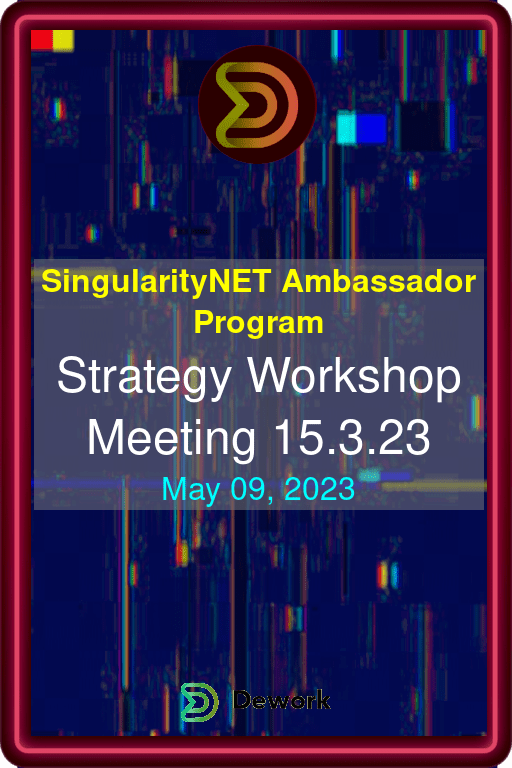 SingularityNET Ambassador
Program
Strategy Workshop
Meeting 15.3.23
May 09, 2023
Dework